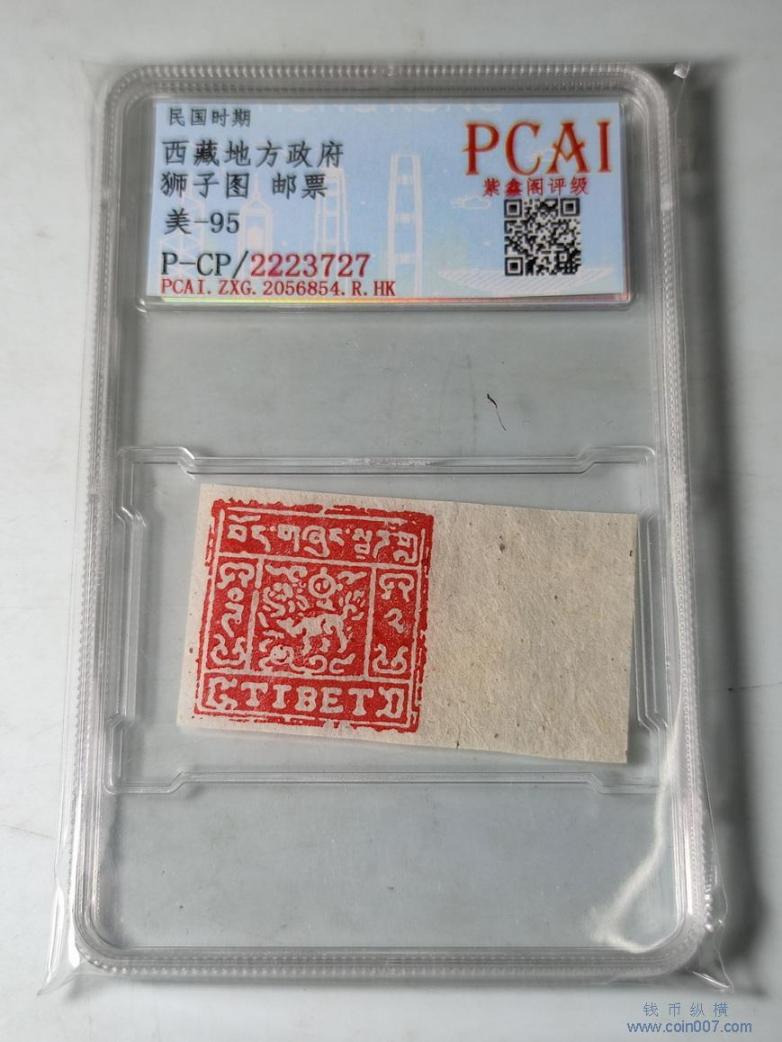 民国时期
西藏地方政府
狮子图 邮票
美-95
P-CP/2223727
PCAI.ZXG.2056854.R.HK
PCAI
紫鑫阁评级
TIBET
钱币纵横
www.coin007.com